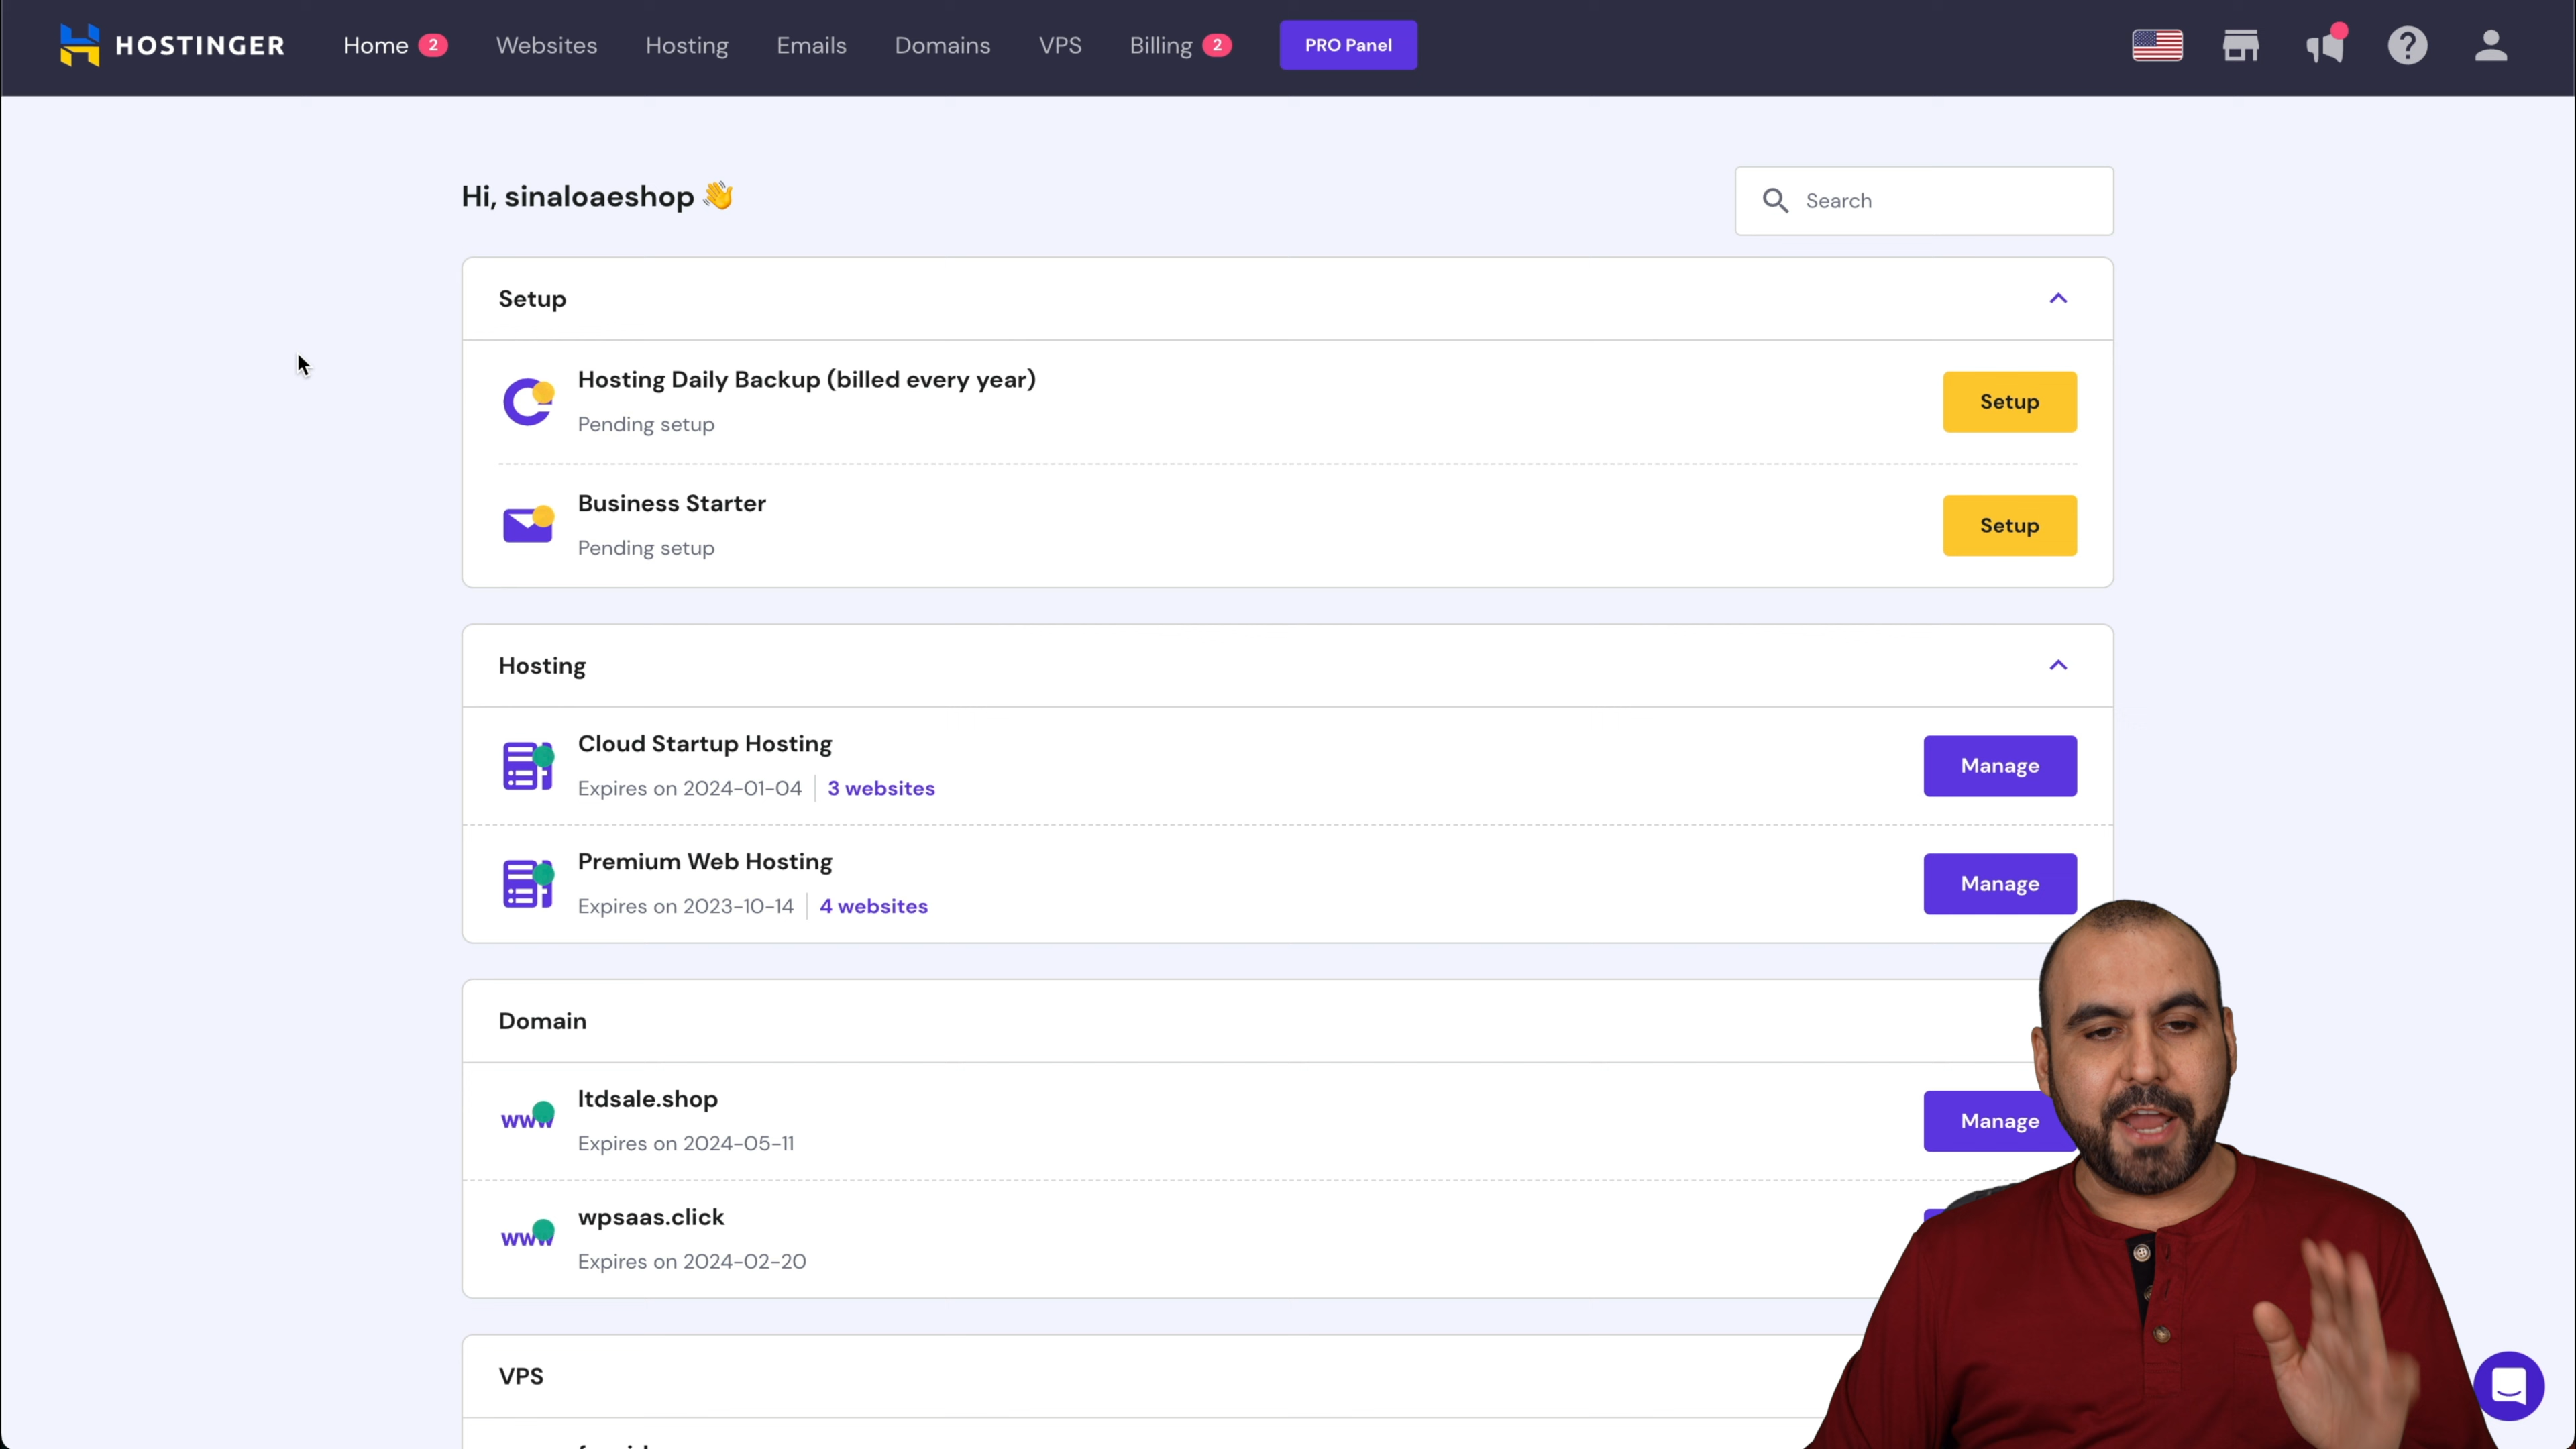 HOSTINGER Home 2 Websites Hosting Emails Domains VPS Billing 2 PRO Panel
Hi, sinaloaeshop 👋
Search
Setup
Hosting Daily Backup (billed every year)
Pending setup
Setup
Business Starter
Pending setup
Setup
Hosting
Cloud Startup Hosting
Expires on 2024-01-04 3 websites
Manage
Premium Web Hosting
Expires on 2023-10-14 4 websites
Manage
Domain
ltdsale.shop
Expires on 2024-05-11
Manage
wpsaas.click
Expires on 2024-02-20
VPS